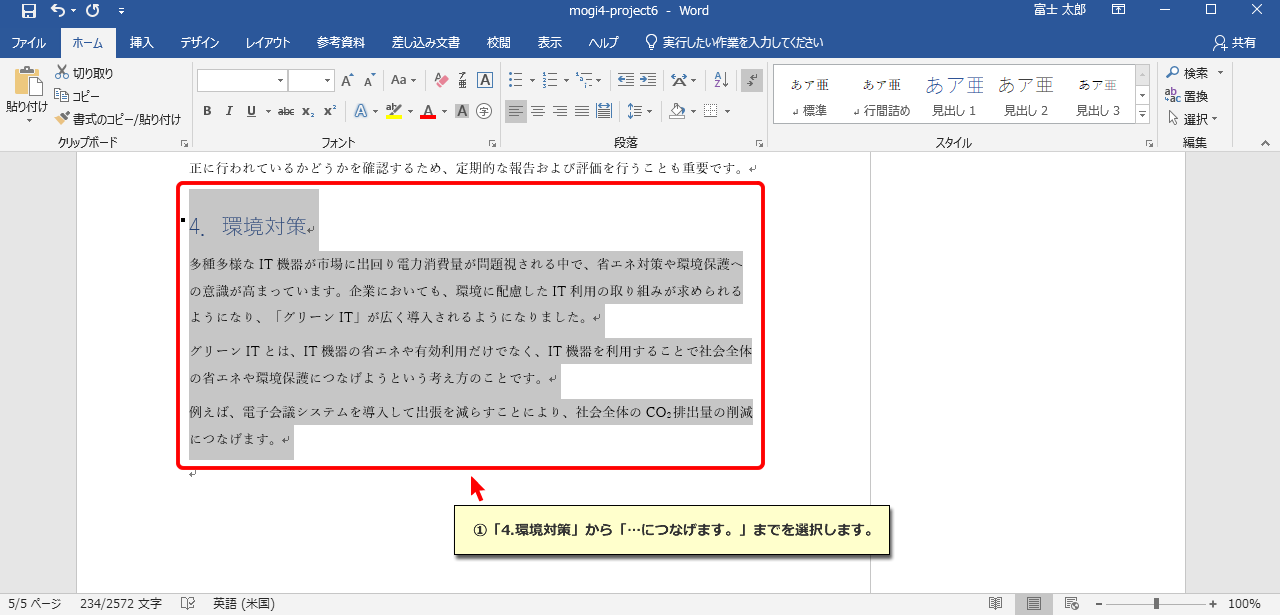 mogi4-project6 - Word
富士 太郎
ファイル ホーム 挿入 デザイン レイアウト 参考資料 差し込み文書 校閲 表示 ヘルプ 実行したい作業を入力してください 共有
貼り付け
切り取り
コピー
書式のコピー/貼り付け
クリップボード
Aa
A
B I U abc x₂ x² A ab A A 字
フォント
段落
あア亜 標準
あア亜 行間詰め
あア亜 見出し 1
あア亜 見出し 2
あア亜 見出し 3
スタイル
検索
置換
選択
編集
正に行われているかどうかを確認するため、定期的な報告および評価を行うことも重要です。
4. 環境対策
多種多様な IT 機器が市場に出回り電力消費量が問題視される中で、省エネ対策や環境保護へ
の意識が高まっています。企業においても、環境に配慮した IT 利用の取り組みが求められる
ようになり、「グリーン IT」が広く導入されるようになりました。
グリーン IT とは、IT 機器の省エネや有効利用だけでなく、IT 機器を利用することで社会全体
の省エネや環境保護につなげようという考え方のことです。
例えば、電子会議システムを導入して出張を減らすことにより、社会全体の CO₂排出量の削減
につなげます。
①「4.環境対策」から「…につなげます。」までを選択します。
5/5 ページ 234/2572 文字 英語 (米国) 100%